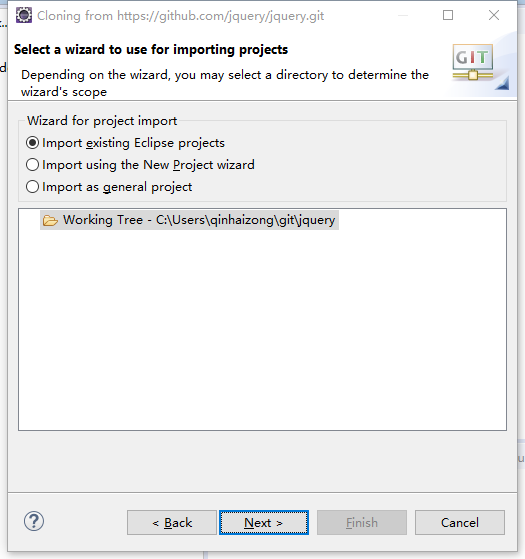 Cloning from https://github.com/jquery/jquery.git
Select a wizard to use for importing projects
Depending on the wizard, you may select a directory to determine the
wizard's scope
GIT
Wizard for project import
Import existing Eclipse projects
Import using the New Project wizard
Import as general project
Working Tree - C:\Users\qinhaizong\git\jquery
?
< Back
Next >
Finish
Cancel